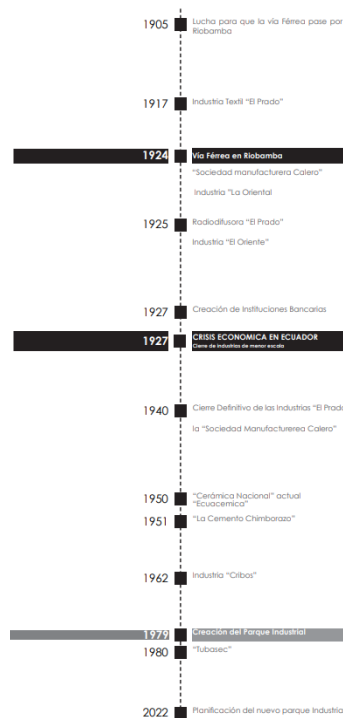 1905 Lucha para que la vía Férrea pase por
Riobamba
1917 Industria Textil “El Prado”
1924 Vía Férrea en Riobamba
“Sociedad manufacturera Calero”
Industria “La Oriental
1925 Radiodifusora “El Prado”
Industria “El Oriente”
1927 Creación de Instituciones Bancarias
1927 CRISIS ECONOMICA EN ECUADOR
Cierre de industrias de menor escala
1940 Cierre Definitivo de las Industrias “El Prado
la “Sociedad Manufacturerea Calero”
1950 “Cerámica Nacional” actual
“Ecuacemica”
1951 “La Cemento Chimborazo”
1962 Industria “Cribas”
1979 Creación del Parque Industrial
1980 “Tubasec”
2022 Planificación del nuevo parque Industrial